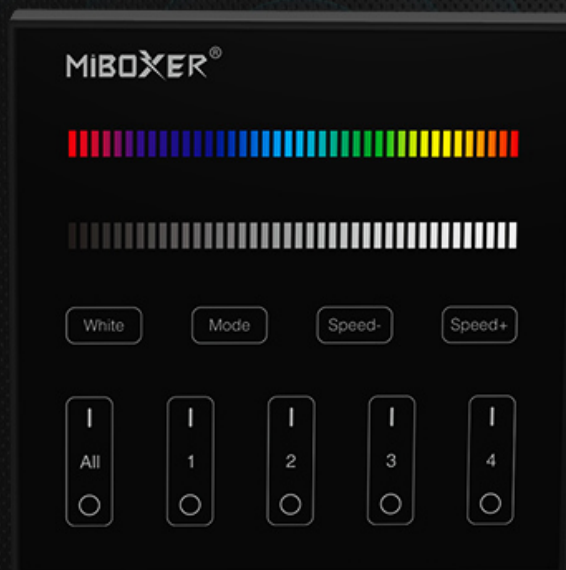 MiBOXER®
White Mode Speed- Speed+
| | | | |
All 1 2 3 4